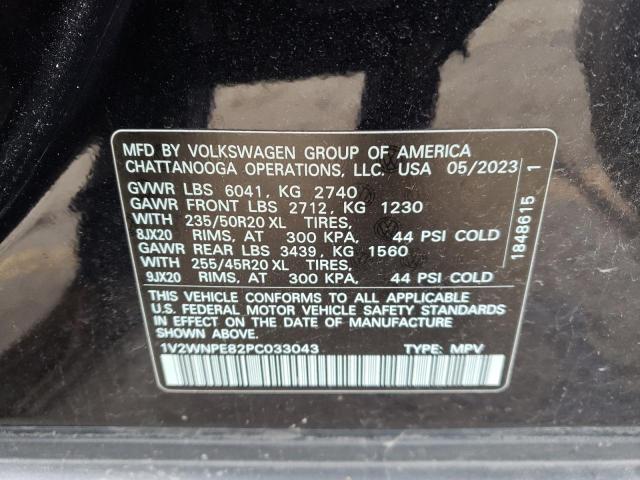 MFD BY VOLKSWAGEN GROUP OF AMERICA
CHATTANOOGA OPERATIONS, LLC. USA 05/2023
GVWR LBS 6041, KG 2740
GAWR FRONT LBS 2712, KG 1230
WITH 235/50R20 XL TIRES,
8JX20 RIMS, AT 300 KPA, 44 PSI COLD
GAWR REAR LBS 3439, KG 1560
WITH 255/45R20 XL TIRES,
9JX20 RIMS, AT 300 KPA, 44 PSI COLD
THIS VEHICLE CONFORMS TO ALL APPLICABLE
U.S. FEDERAL MOTOR VEHICLE SAFETY STANDARDS
IN EFFECT ON THE DATE OF MANUFACTURE
SHOWN ABOVE.
1V2WNPE82PC033043 TYPE: MPV
1848615 1